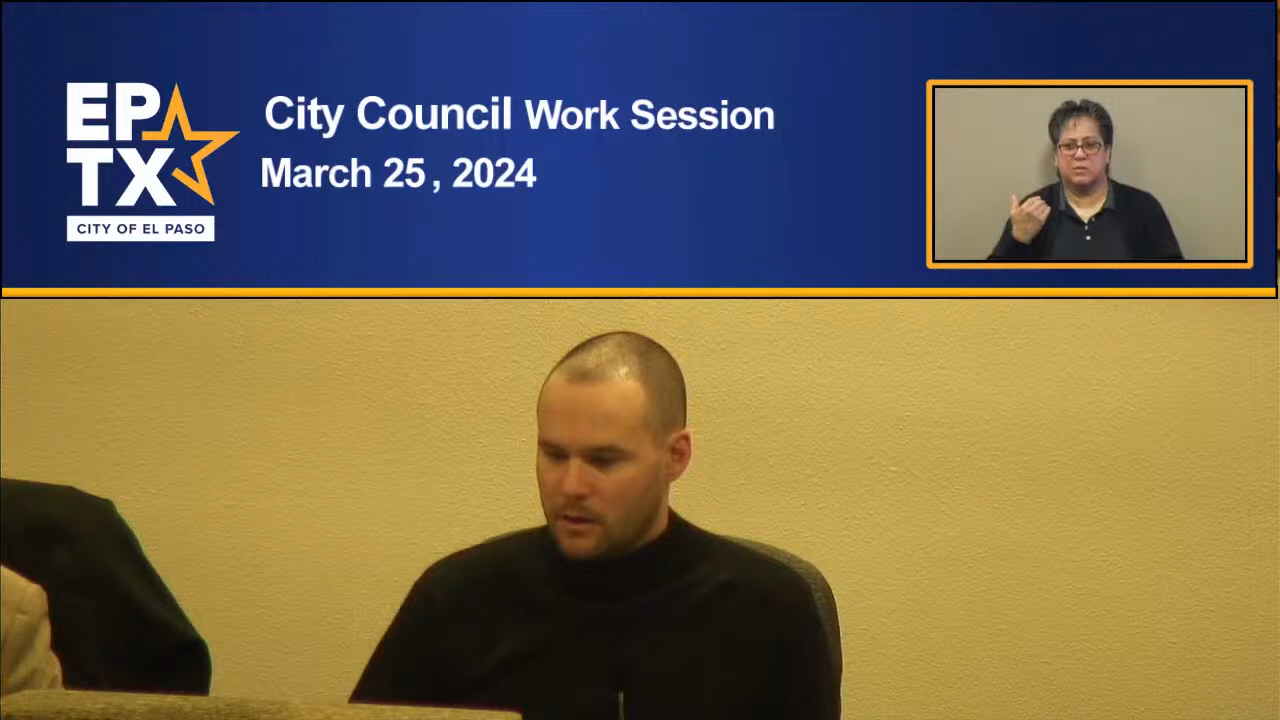 EP
TX
CITY OF EL PASO
City Council Work Session
March 25, 2024